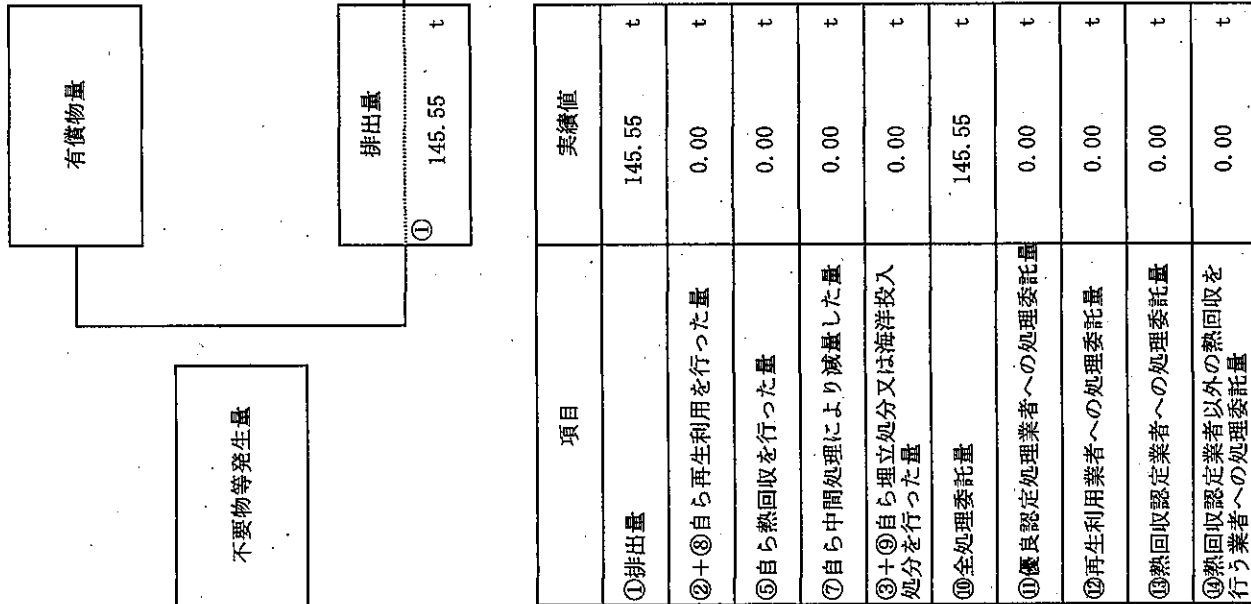 有償物量
不要物等発生量
排出量
① 145.55 t
項目 実績値
①排出量 145.55 t
②+⑧自ら再生利用を行った量 0.00 t
⑤自ら熱回収を行った量 0.00 t
⑦自ら中間処理により減量した量 0.00 t
③+⑨自ら埋立処分又は海洋投入
処分を行った量 0.00 t
⑩全処理委託量 145.55 t
⑪優良認定処理業者への処理委託量 0.00 t
⑫再生利用業者への処理委託量 0.00 t
⑬熱回収認定業者への処理委託量 0.00 t
⑭熱回収認定業者以外の熱回収を
行う業者への処理委託量 0.00 t